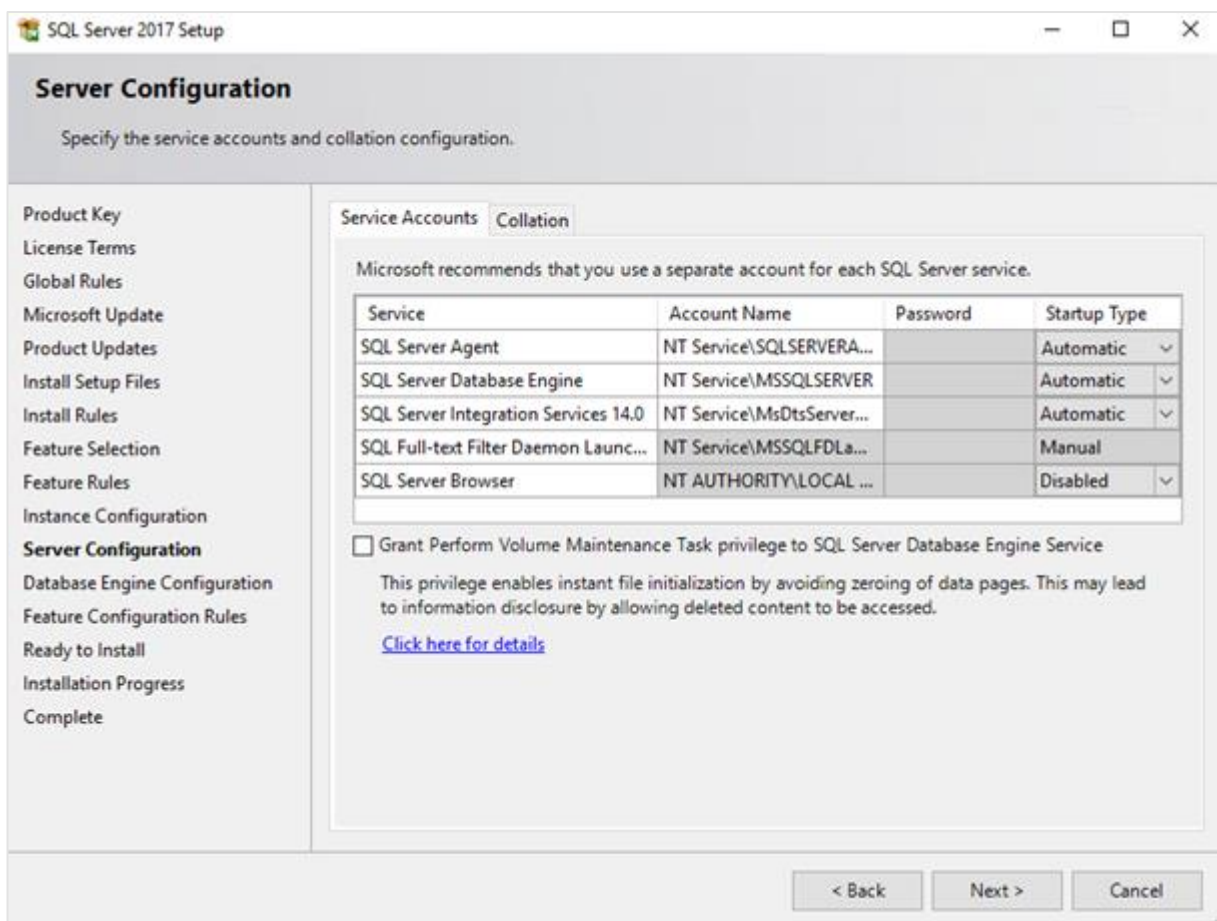 SQL Server 2017 Setup
Server Configuration
Specify the service accounts and collation configuration.
Product Key
License Terms
Global Rules
Microsoft Update
Product Updates
Install Setup Files
Install Rules
Feature Selection
Feature Rules
Instance Configuration
Server Configuration
Database Engine Configuration
Feature Configuration Rules
Ready to Install
Installation Progress
Complete
Service Accounts Collation
Microsoft recommends that you use a separate account for each SQL Server service.
Service Account Name Password Startup Type
SQL Server Agent NT Service\SQLSERVERA... Automatic
SQL Server Database Engine NT Service\MSSQLSERVER Automatic
SQL Server Integration Services 14.0 NT Service\MsDtsServer... Automatic
SQL Full-text Filter Daemon Launc... NT Service\MSSQLFDLa... Manual
SQL Server Browser NT AUTHORITY\LOCAL ... Disabled
Grant Perform Volume Maintenance Task privilege to SQL Server Database Engine Service
This privilege enables instant file initialization by avoiding zeroing of data pages. This may lead
to information disclosure by allowing deleted content to be accessed.
Click here for details
< Back Next > Cancel